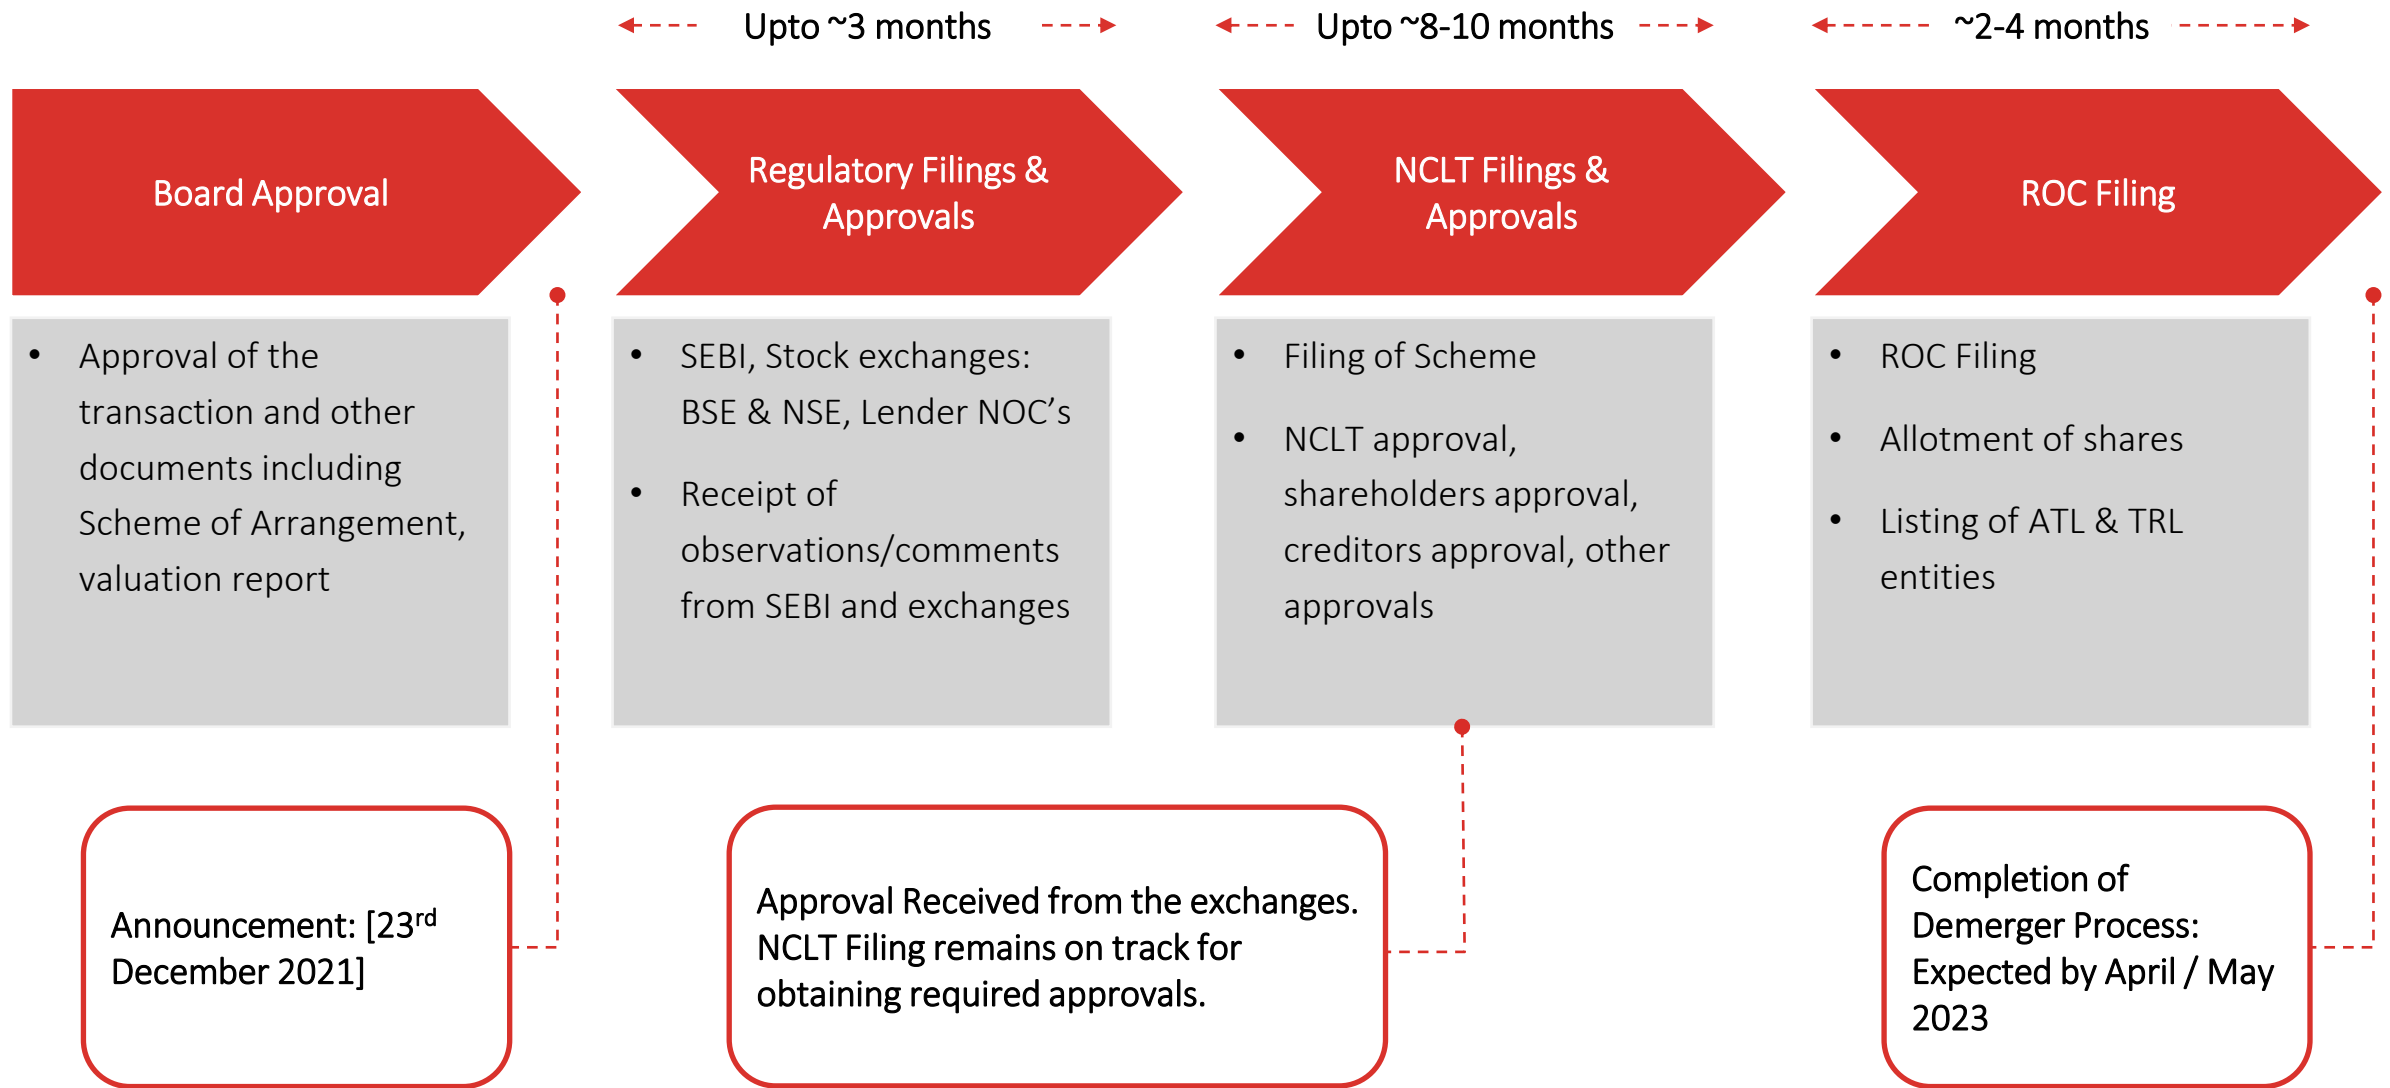 Upto ~3 months
Upto ~8-10 months
~2-4 months
Board Approval
Regulatory Filings &
Approvals
NCLT Filings &
Approvals
ROC Filing
• Approval of the
transaction and other
documents including
Scheme of Arrangement,
valuation report
• SEBI, Stock exchanges:
BSE & NSE, Lender NOC’s
• Receipt of
observations/comments
from SEBI and exchanges
• Filing of Scheme
• NCLT approval,
shareholders approval,
creditors approval, other
approvals
• ROC Filing
• Allotment of shares
• Listing of ATL & TRL
entities
Announcement: [23rd
December 2021]
Approval Received from the exchanges.
NCLT Filing remains on track for
obtaining required approvals.
Completion of
Demerger Process:
Expected by April / May
2023